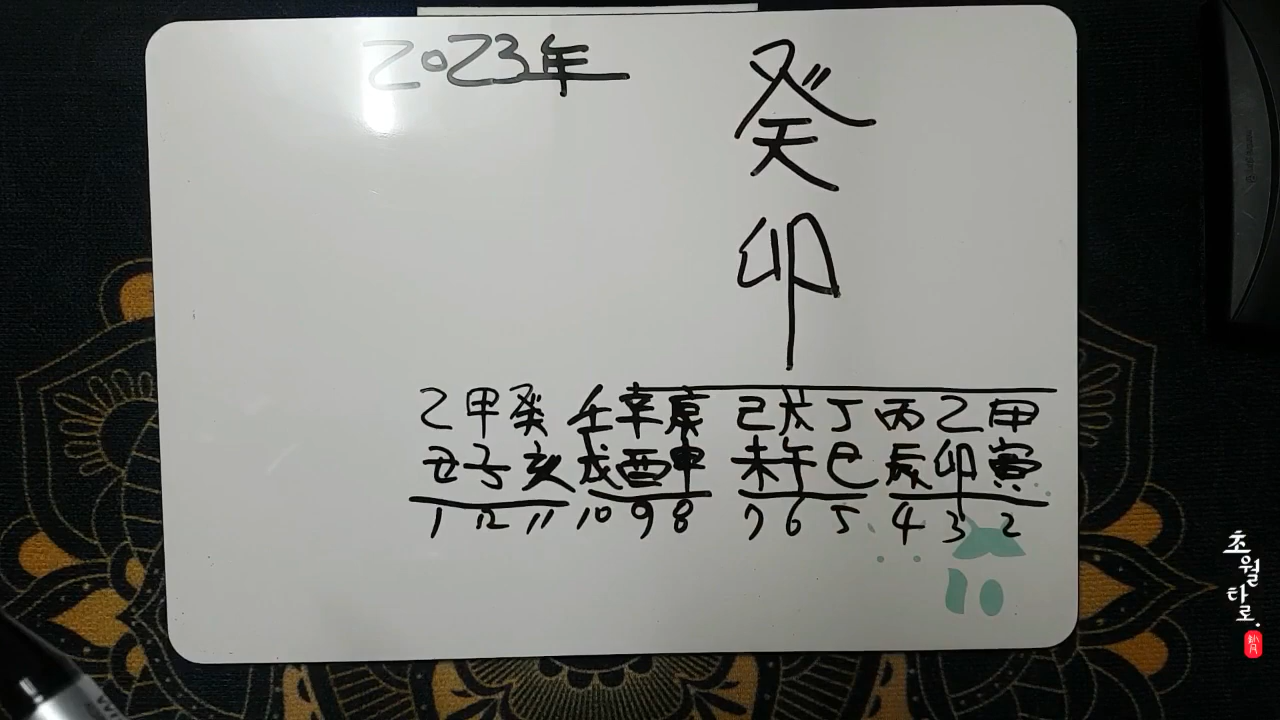 2023年
癸
卯
乙甲癸 壬辛庚 己戊丁 丙乙甲
丑子亥 戌酉申 未午巳 辰卯寅
1 12 11 10 9 8 7 6 5 4 3 2
초월타로.